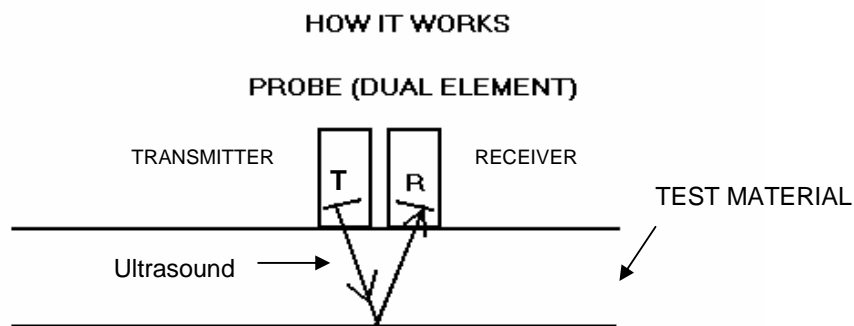 HOW IT WORKS
PROBE (DUAL ELEMENT)
TRANSMITTER
RECEIVER
T
R
TEST MATERIAL
Ultrasound